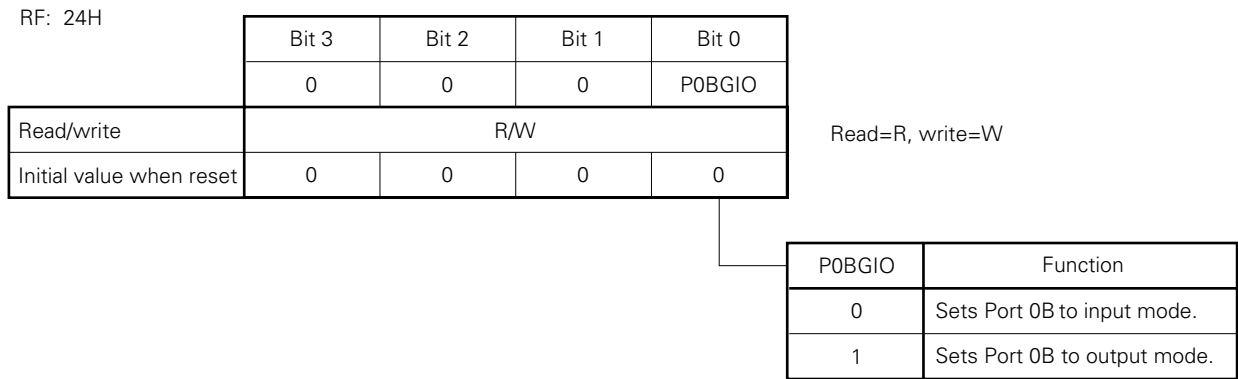 RF: 24H
Bit 3 Bit 2 Bit 1 Bit 0
0 0 0 P0BGIO
Read/write R/W
Read=R, write=W
Initial value when reset 0 0 0 0
P0BGIO Function
0 Sets Port 0B to input mode.
1 Sets Port 0B to output mode.